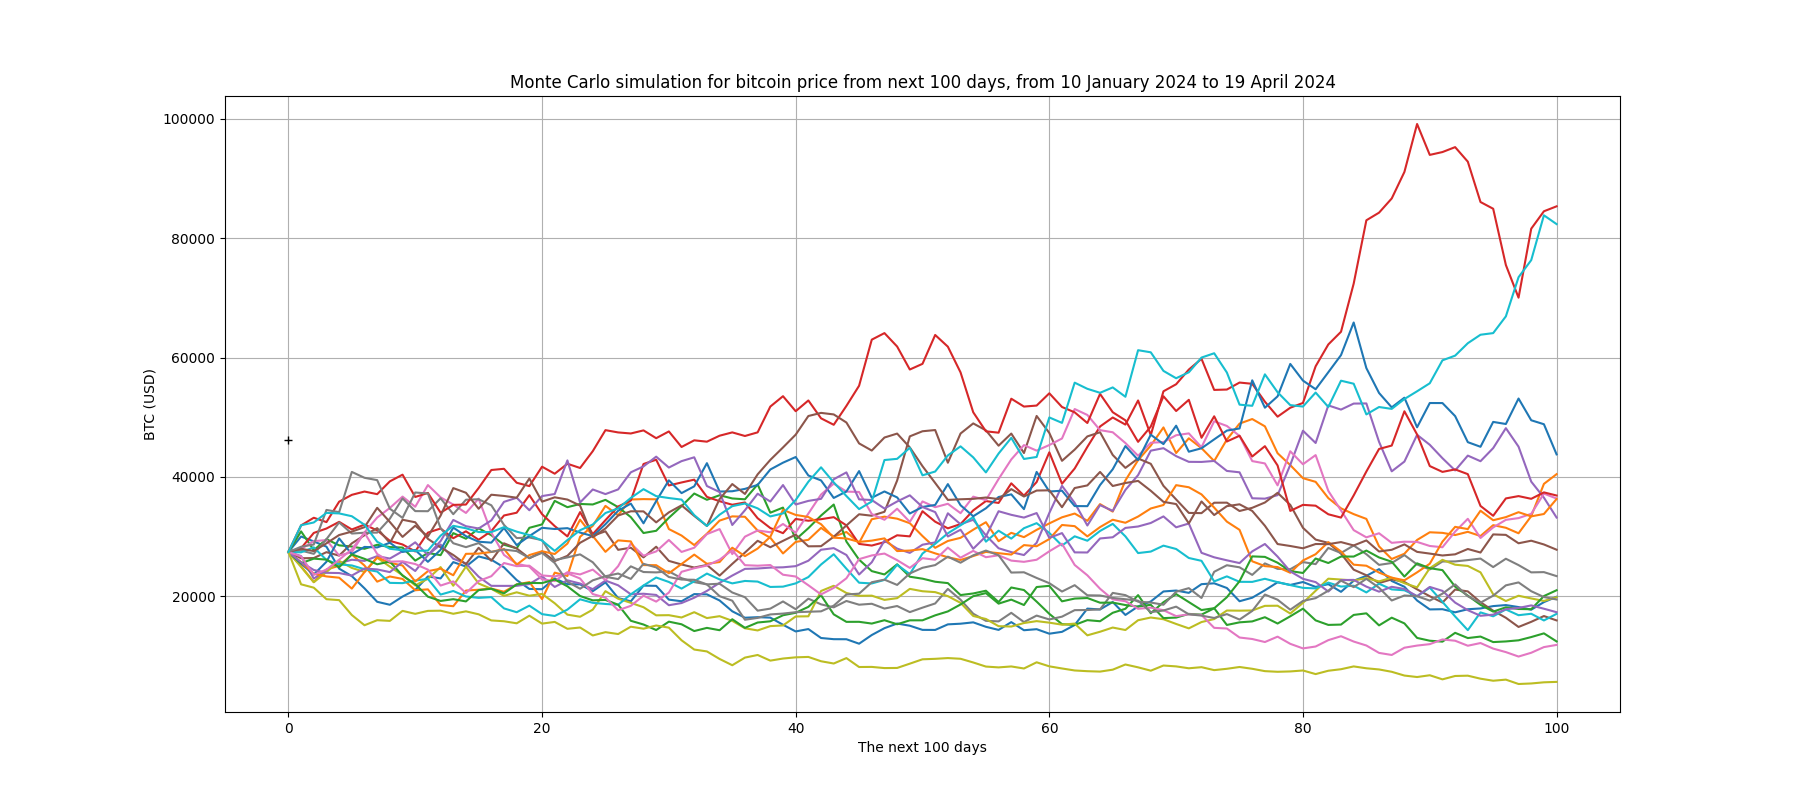 Monte Carlo simulation for bitcoin price from next 100 days, from 10 January 2024 to 19 April 2024
100000
80000
60000
40000
20000
BTC (USD)
0 20 40 60 80 100
The next 100 days